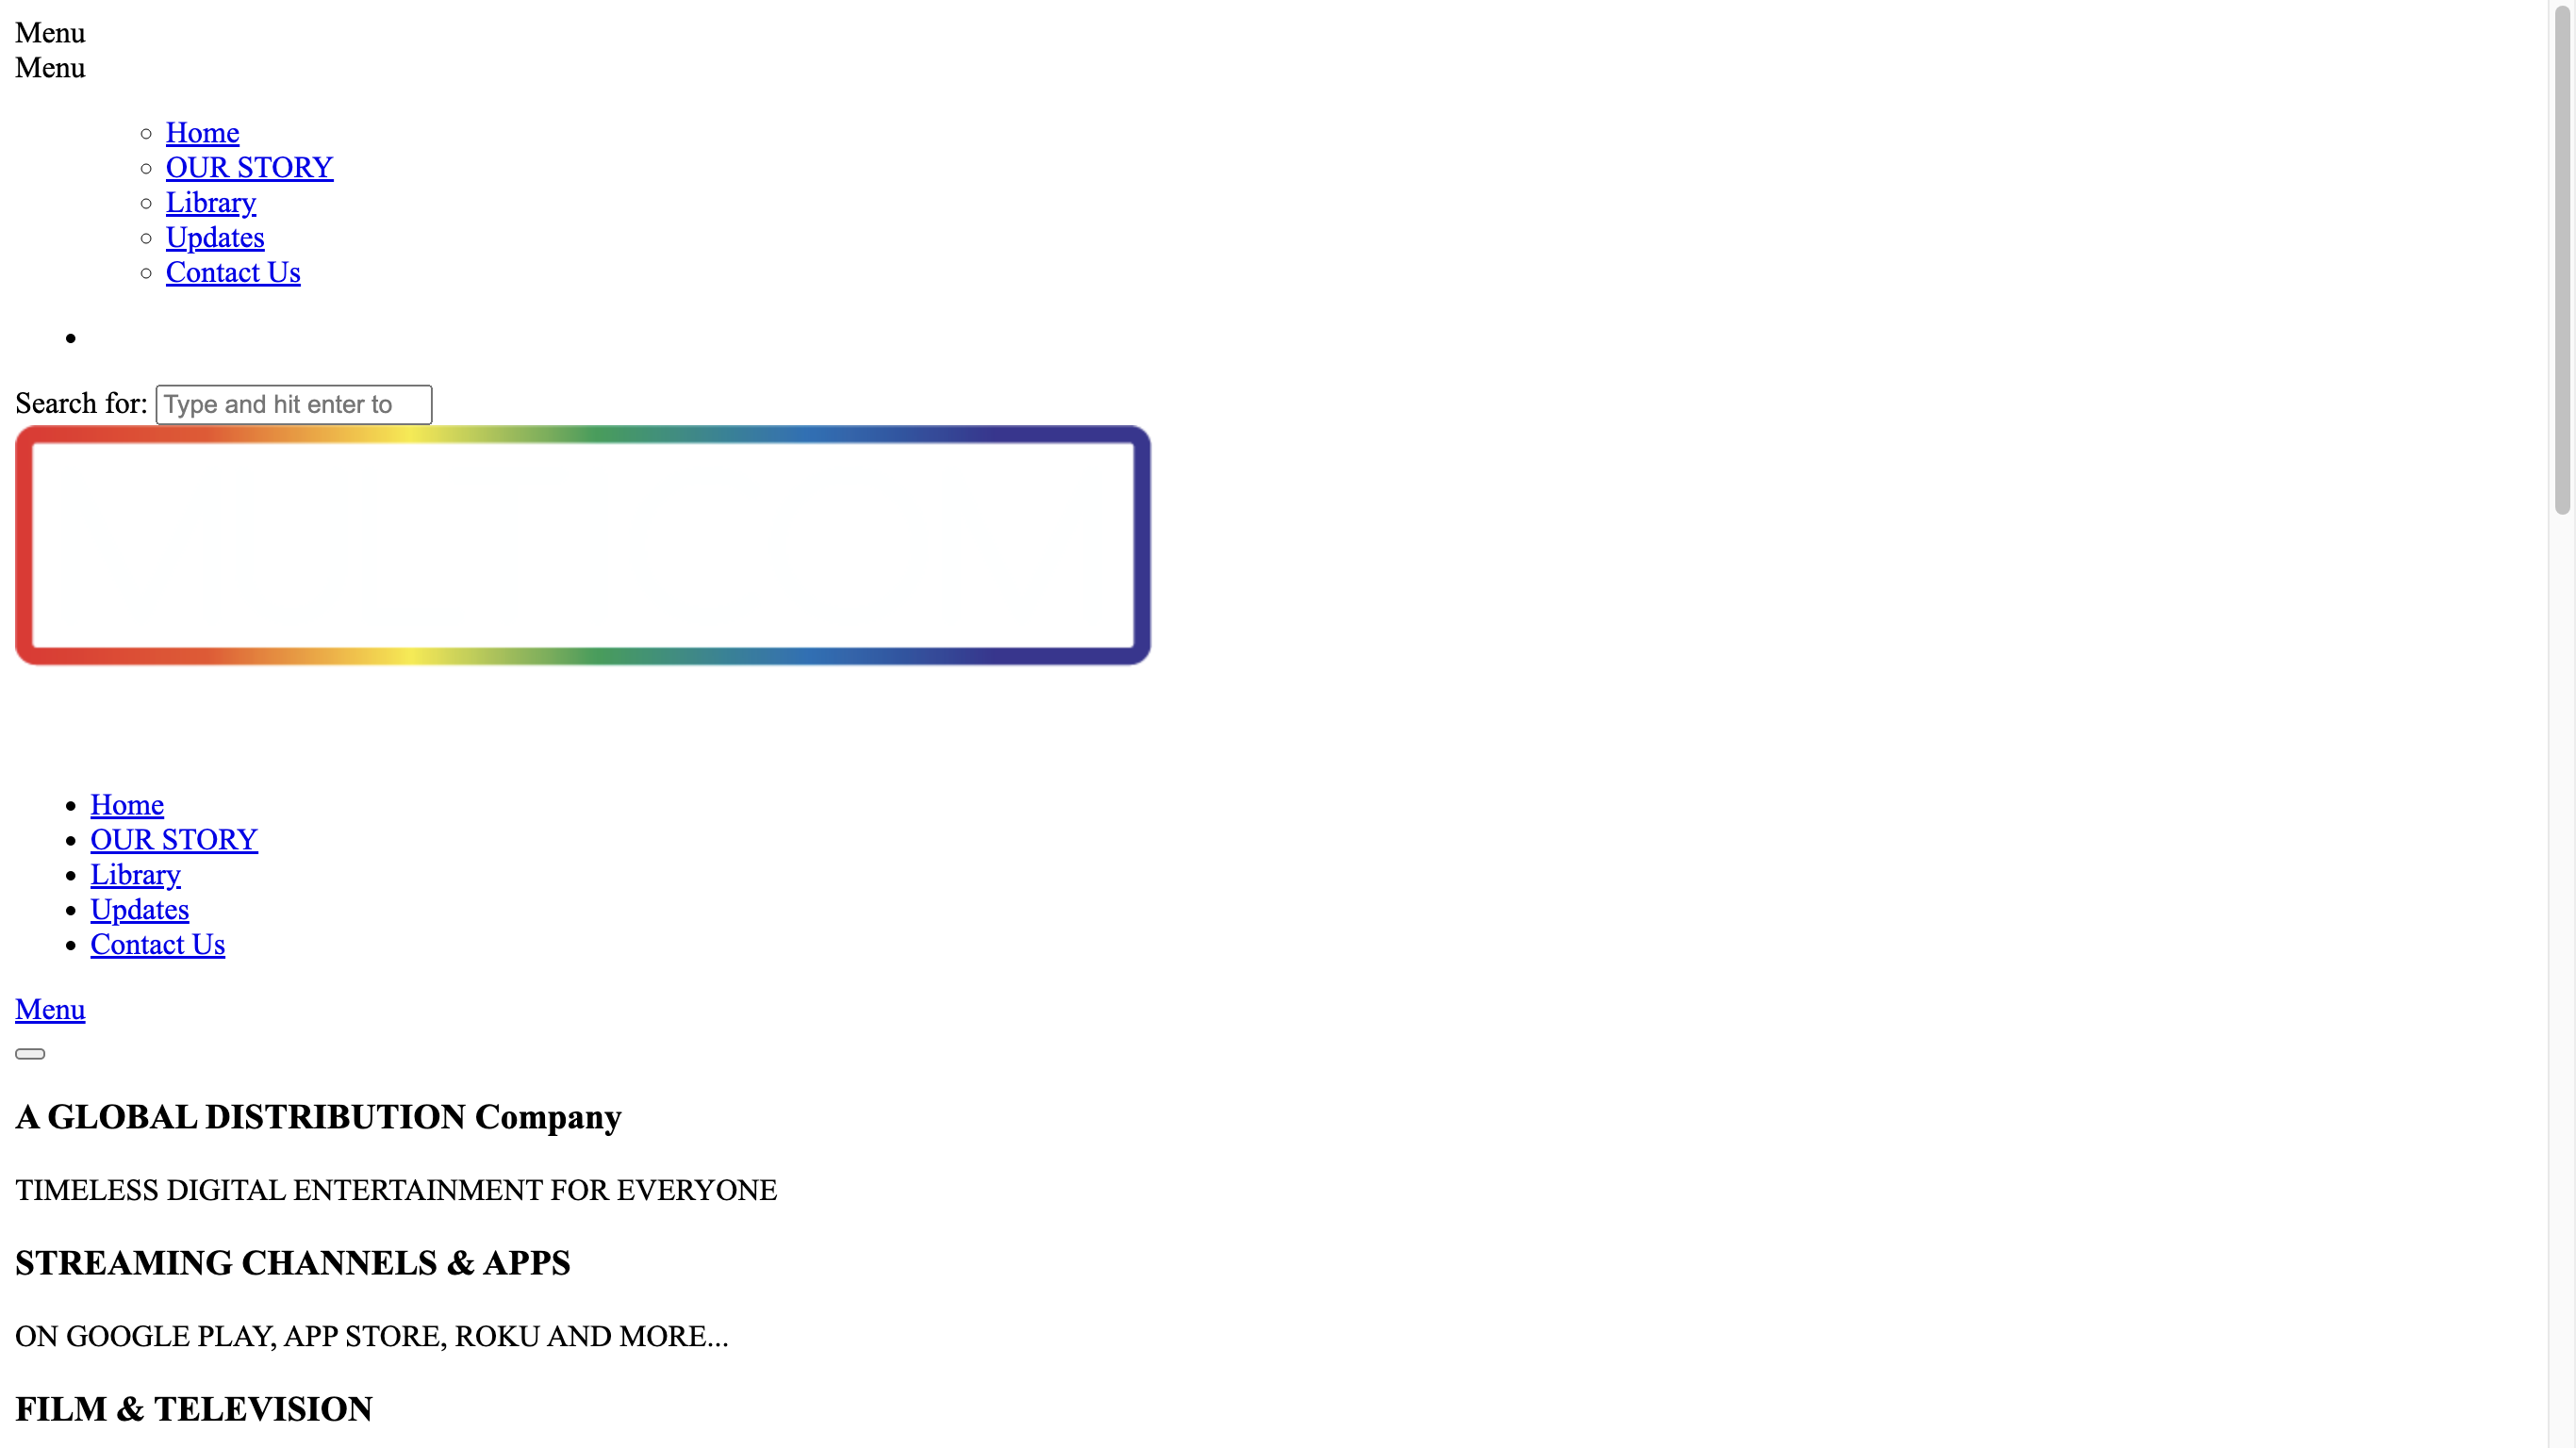 Menu
Menu
Home
OUR STORY
Library
Updates
Contact Us
Search for: Type and hit enter to
Home
OUR STORY
Library
Updates
Contact Us
Menu
A GLOBAL DISTRIBUTION Company
TIMELESS DIGITAL ENTERTAINMENT FOR EVERYONE
STREAMING CHANNELS & APPS
ON GOOGLE PLAY, APP STORE, ROKU AND MORE...
FILM & TELEVISION